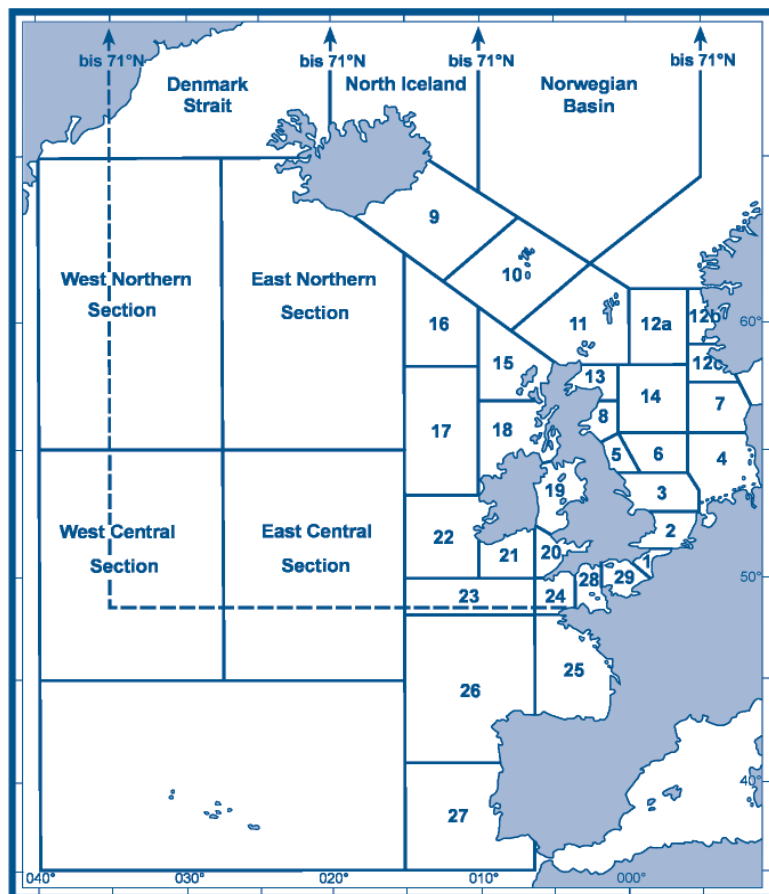 bis 71°N
bis 71°N
bis 71°N
bis 71°N
Denmark
Strait
North Iceland
Norwegian
Basin
9
10
West Northern
Section
East Northern
Section
16
11
12a
12b
60°
15
12c
13
14
7
8
17
18
5
6
4
19
3
West Central
Section
East Central
Section
22
21
20
2
1
28
29
50°
23
24
25
26
40°
27
040°
030°
020°
010°
000°